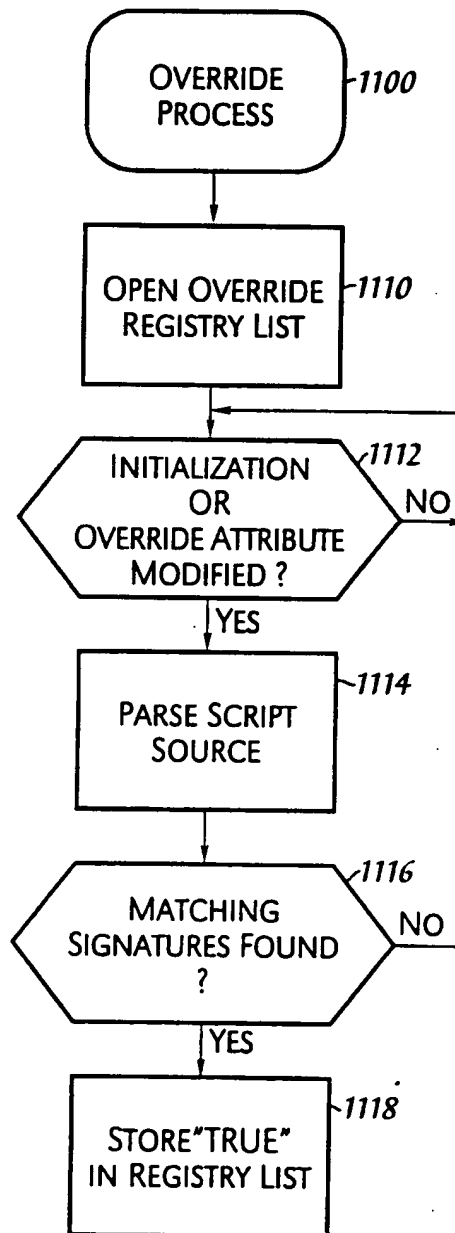 OVERRIDE
PROCESS
1100
OPEN OVERRIDE
REGISTRY LIST
1110
INITIALIZATION
OR
OVERRIDE ATTRIBUTE
MODIFIED ?
1112
NO
YES
PARSE SCRIPT
SOURCE
1114
MATCHING
SIGNATURES FOUND
?
1116
NO
YES
STORE"TRUE"
IN REGISTRY LIST
1118